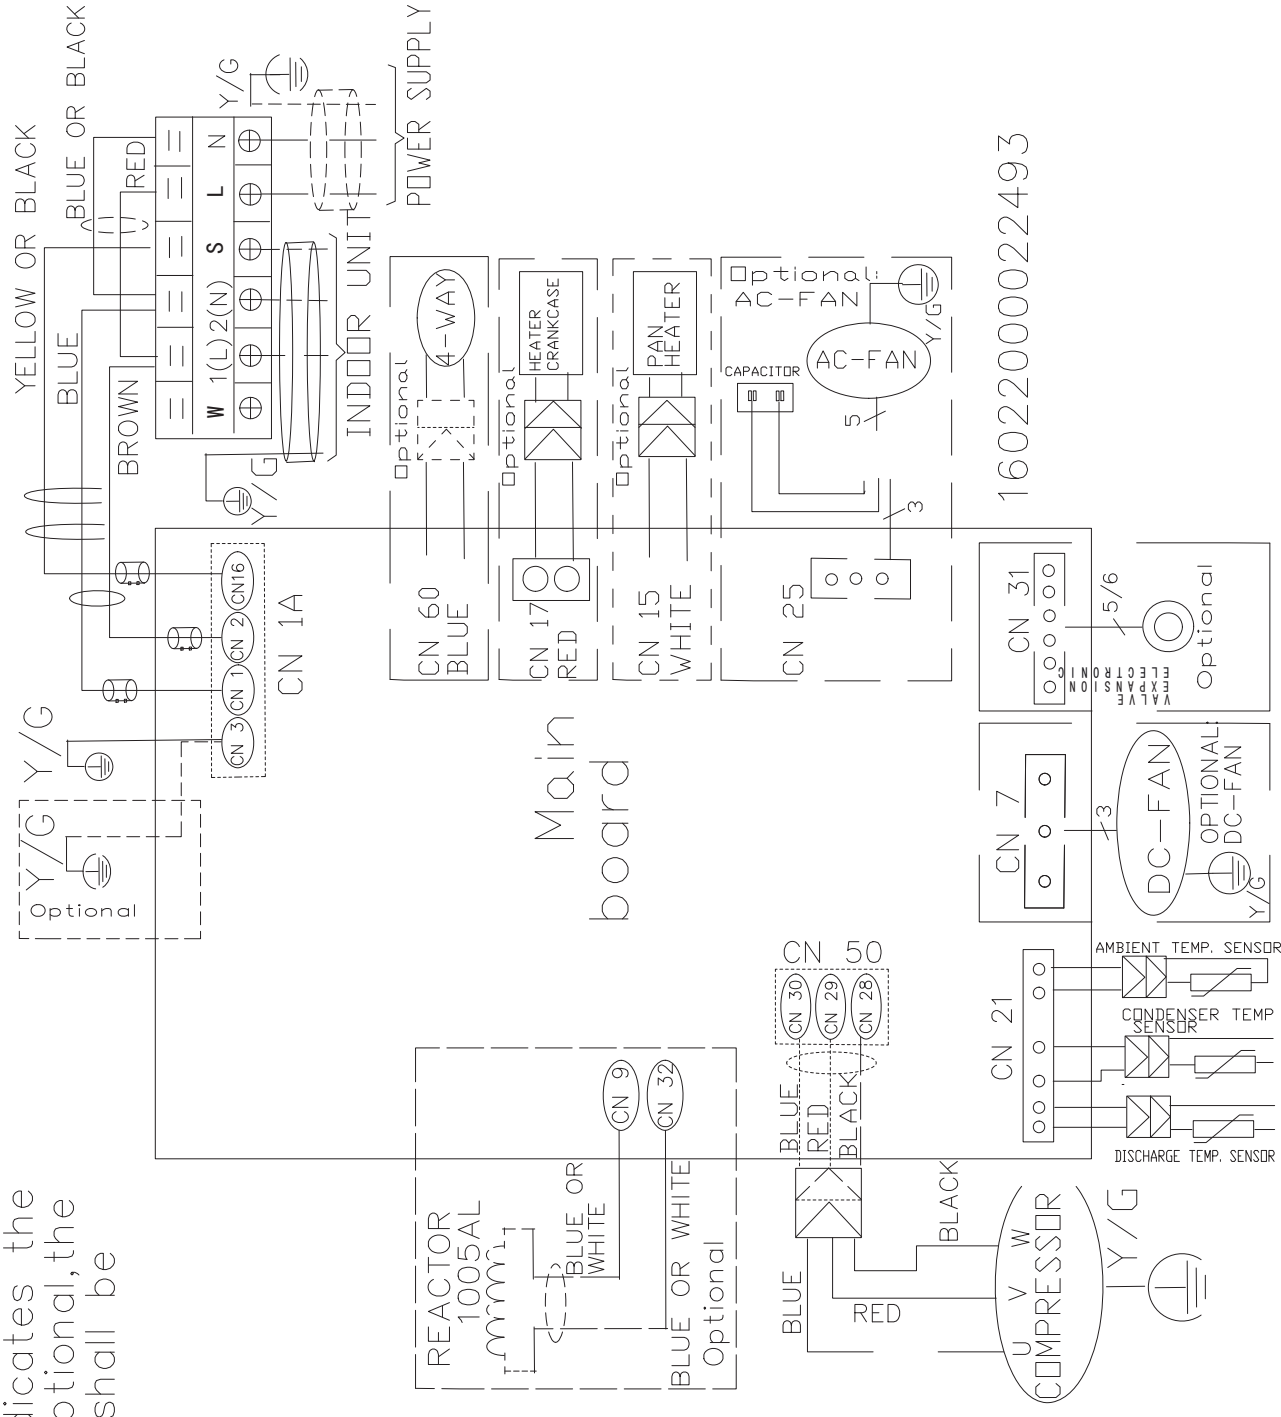 dicates the
otional,the
shall be
YELLOW OR BLACK
BLUE OR BLACK
BLUE
RED
BROWN
W 1(L) 2(N) S L N
Y/G
POWER SUPPLY
INDOOR UNIT
Y/G
Y/G
Y/G
Optional
CN 3
CN 1
CN 2
CN16
CN 1A
4-WAY
Optional
CN 60
BLUE
HEATER
CRANKCASE
Optional
CN 17
RED
PAN
HEATER
Optional
CN 15
WHITE
Optional:
AC-FAN
Y/G
AC-FAN
CAPACITOR
5
3
CN 25
16022000022493
Main
board
CN 31
5/6
ELECTRONIC
EXPANSION
VALVE
Optional
CN 7
3
DC-FAN
OPTIONAL:
DC-FAN
Y/G
CN 21
AMBIENT TEMP. SENSOR
CONDENSER TEMP
SENSOR
DISCHARGE TEMP. SENSOR
CN 50
CN 30
CN 29
CN 28
BLUE
RED
BLACK
BLUE
RED
BLACK
U V W
COMPRESSOR
Y/G
REACTOR
1005AL
CN 9
CN 32
BLUE OR
WHITE
BLUE OR WHITE
Optional